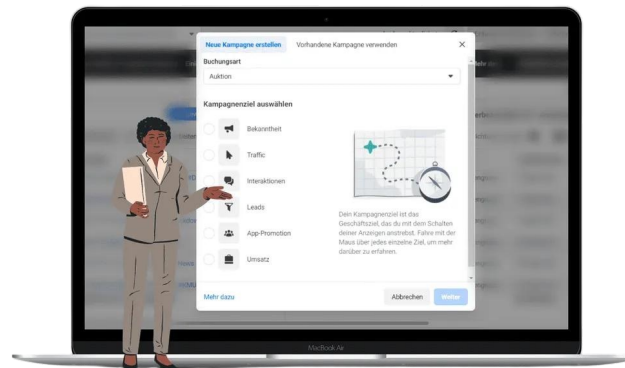 Neue Kampagne erstellen
Vorhandene Kampagne verwenden
Buchungsart
Auktion
Kampagnenziel auswählen
Bekanntheit
Traffic
Interaktionen
Leads
App-Promotion
Umsatz
Dein Kampagnenziel ist das
Geschäftsziel, das du mit dem Schalten
deiner Anzeigen anstrebst. Fahre mit der
Maus über jedes einzelne Ziel, um mehr
darüber zu erfahren.
Mehr dazu
Abbrechen
Weiter
MacBook Air